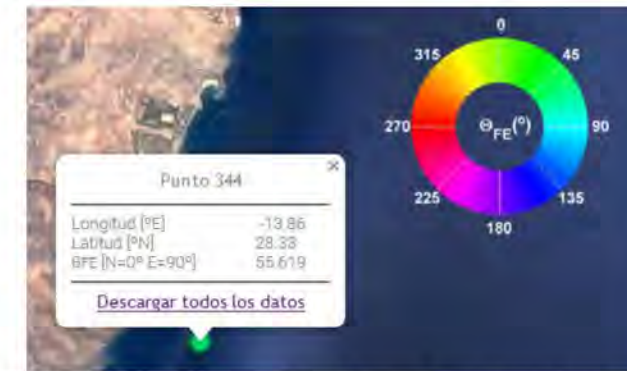 Punto 344
×
Longitud [ºE] -13.86
Latitud [ºN] 28.33
θFE [N=0º E=90º] 55.619
Descargar todos los datos
0
45
90
135
180
225
270
315
ΘFE(º)